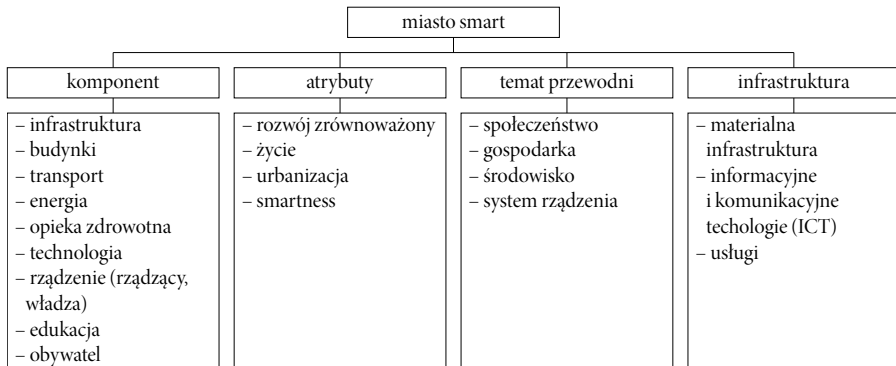 miasto smart
komponent
atrybuty
temat przewodni
infrastruktura
– infrastruktura
– budynki
– transport
– energia
– opieka zdrowotna
– technologia
– rządzenie (rządzący,
władza)
– edukacja
– obywatel
– rozwój zrównoważony
– życie
– urbanizacja
– smartness
– społeczeństwo
– gospodarka
– środowisko
– system rządzenia
– materialna
infrastruktura
– informacyjne
i komunikacyjne
techologie (ICT)
– usługi